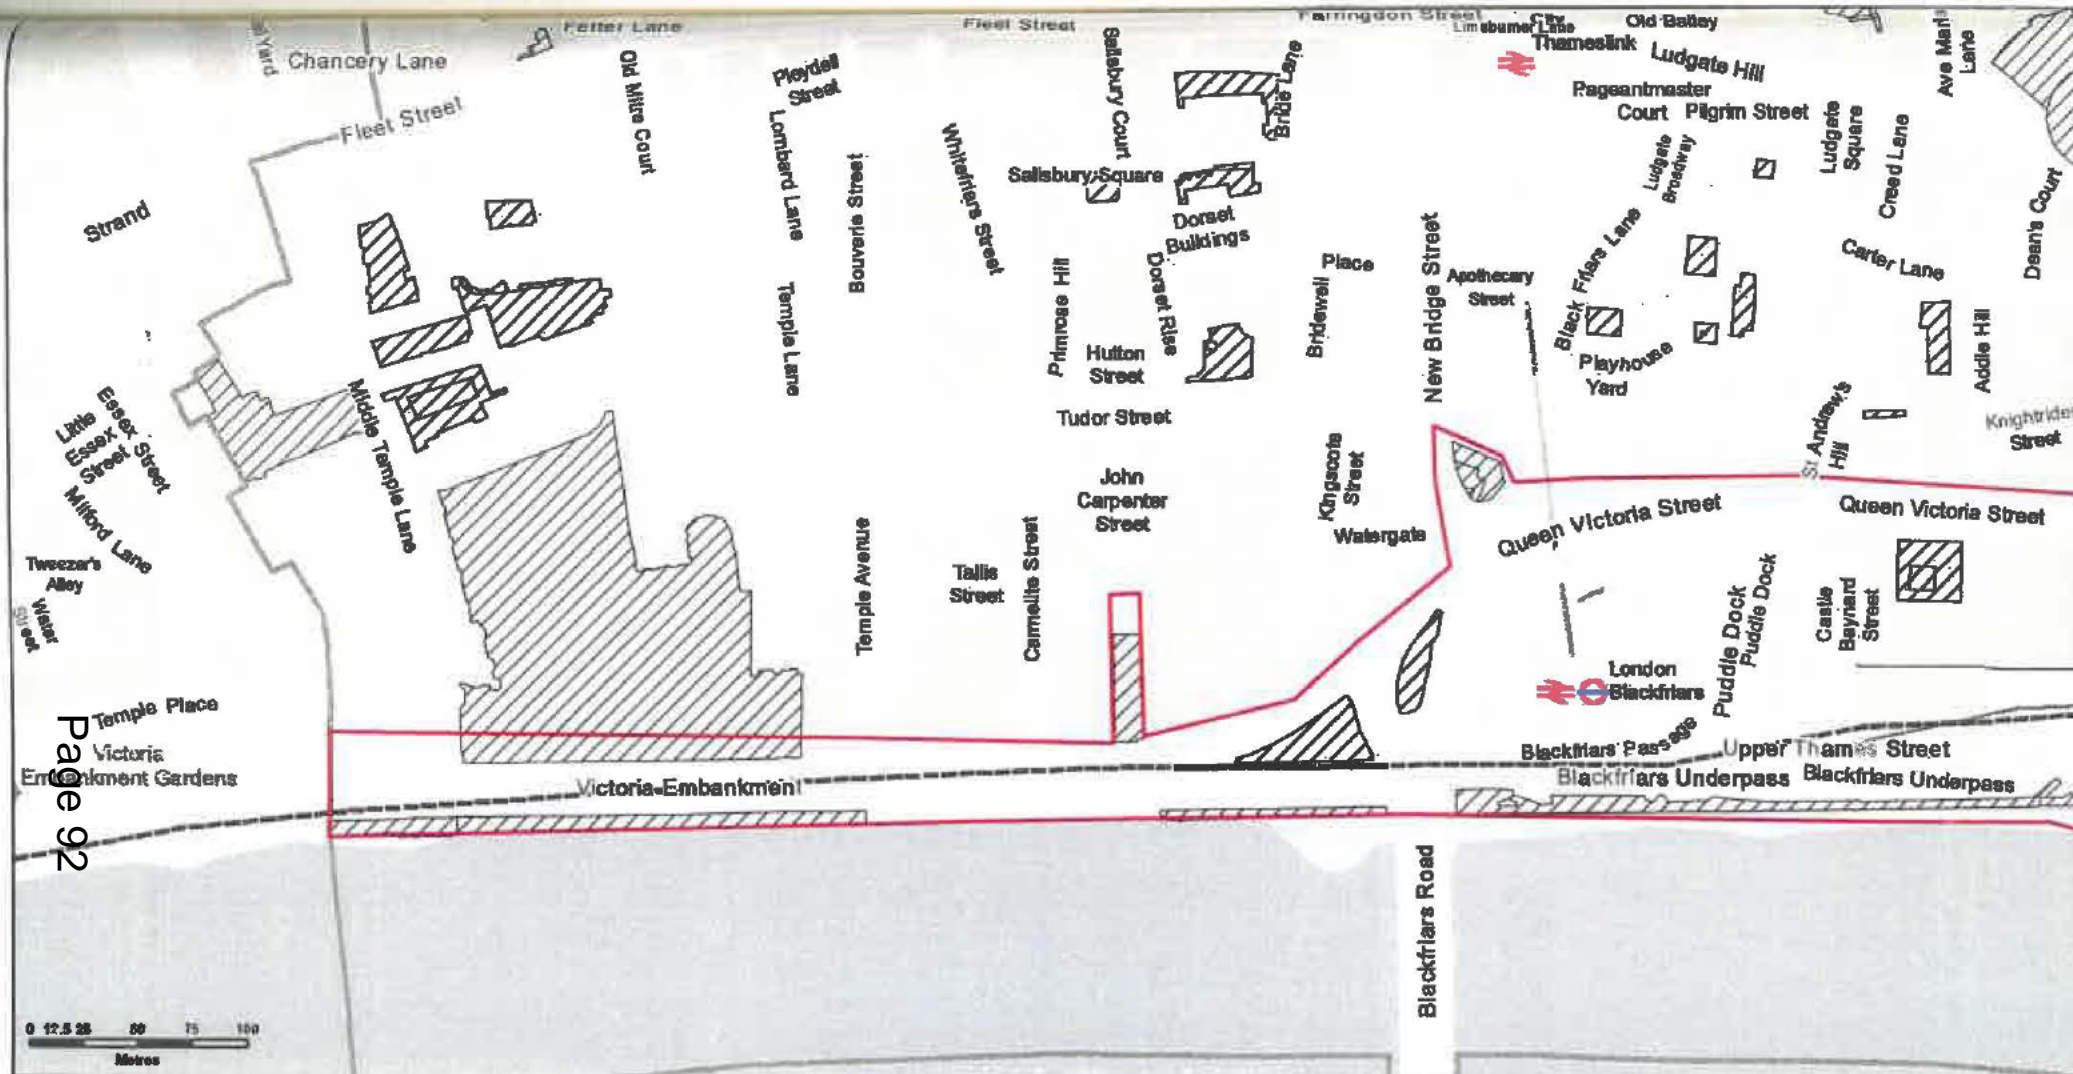 Fetter Lane
Fleet Street
Farringdon Street
City
Thameslink
Limeburner Lane
Old Bailey
Ludgate Hill
Ave Maria
Lane
Yard
Chancery Lane
Fleet Street
Old Mitre Court
Pleydell
Street
Lombard Lane
Bouverie Street
Whitefriars Street
Salisbury Court
Salisbury Square
Bride Lane
Dorset
Buildings
Pageantmaster
Court
Pilgrim Street
Ludgate
Broadway
Ludgate
Square
Creed Lane
Dean's Court
Strand
Temple Lane
Primrose Hill
Dorset Rise
Hutton
Street
Bridewell
Place
New Bridge Street
Apothecary
Street
Black Friars Lane
Playhouse
Yard
Carter Lane
Addle Hill
Little
Essex
Street
Essex Street
Milford Lane
Middle Temple Lane
Tudor Street
John
Carpenter
Street
Kingscote
Street
Watergate
Queen Victoria Street
St Andrew's
Hill
Knightrider
Street
Queen Victoria Street
Tweezer's
Alley
Water
Street
Temple Avenue
Tallis
Street
Carmelite Street
London
Blackfriars
Puddle Dock
Puddle Dock
Castle
Baynard
Street
Temple Place
Victoria
Embankment Gardens
Page 92
Victoria Embankment
Blackfriars Passage
Upper Thames Street
Blackfriars Underpass
Blackfriars Underpass
Blackfriars Road
0 12.5 25 50 75 100
Metres